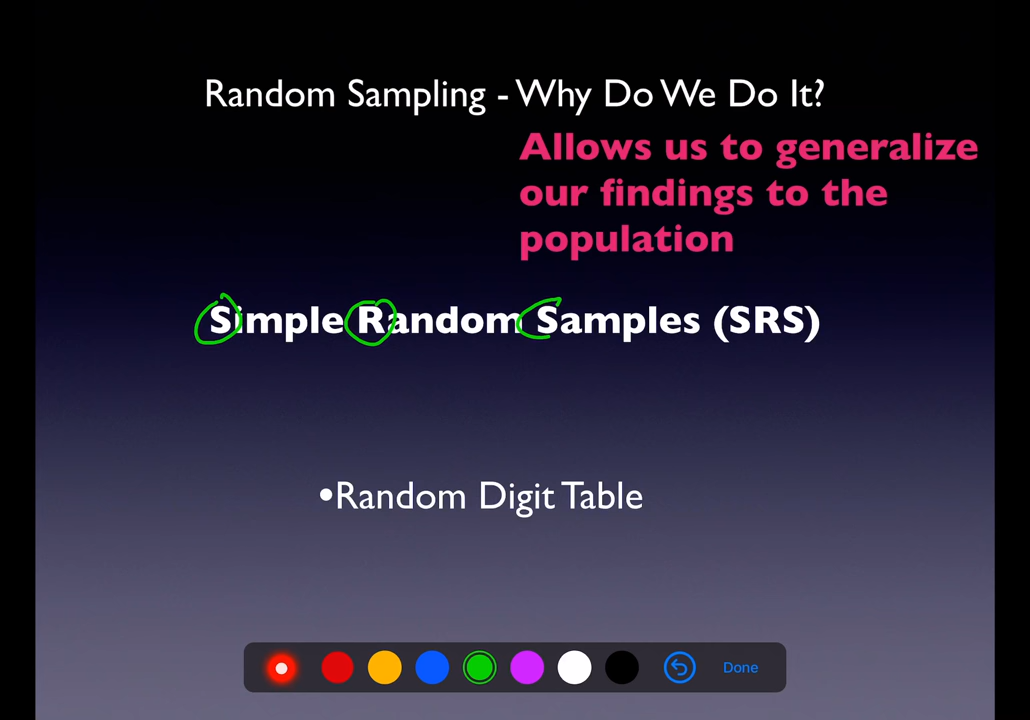 Random Sampling - Why Do We Do It?
Allows us to generalize
our findings to the
population
Simple Random Samples (SRS)
•Random Digit Table
Done